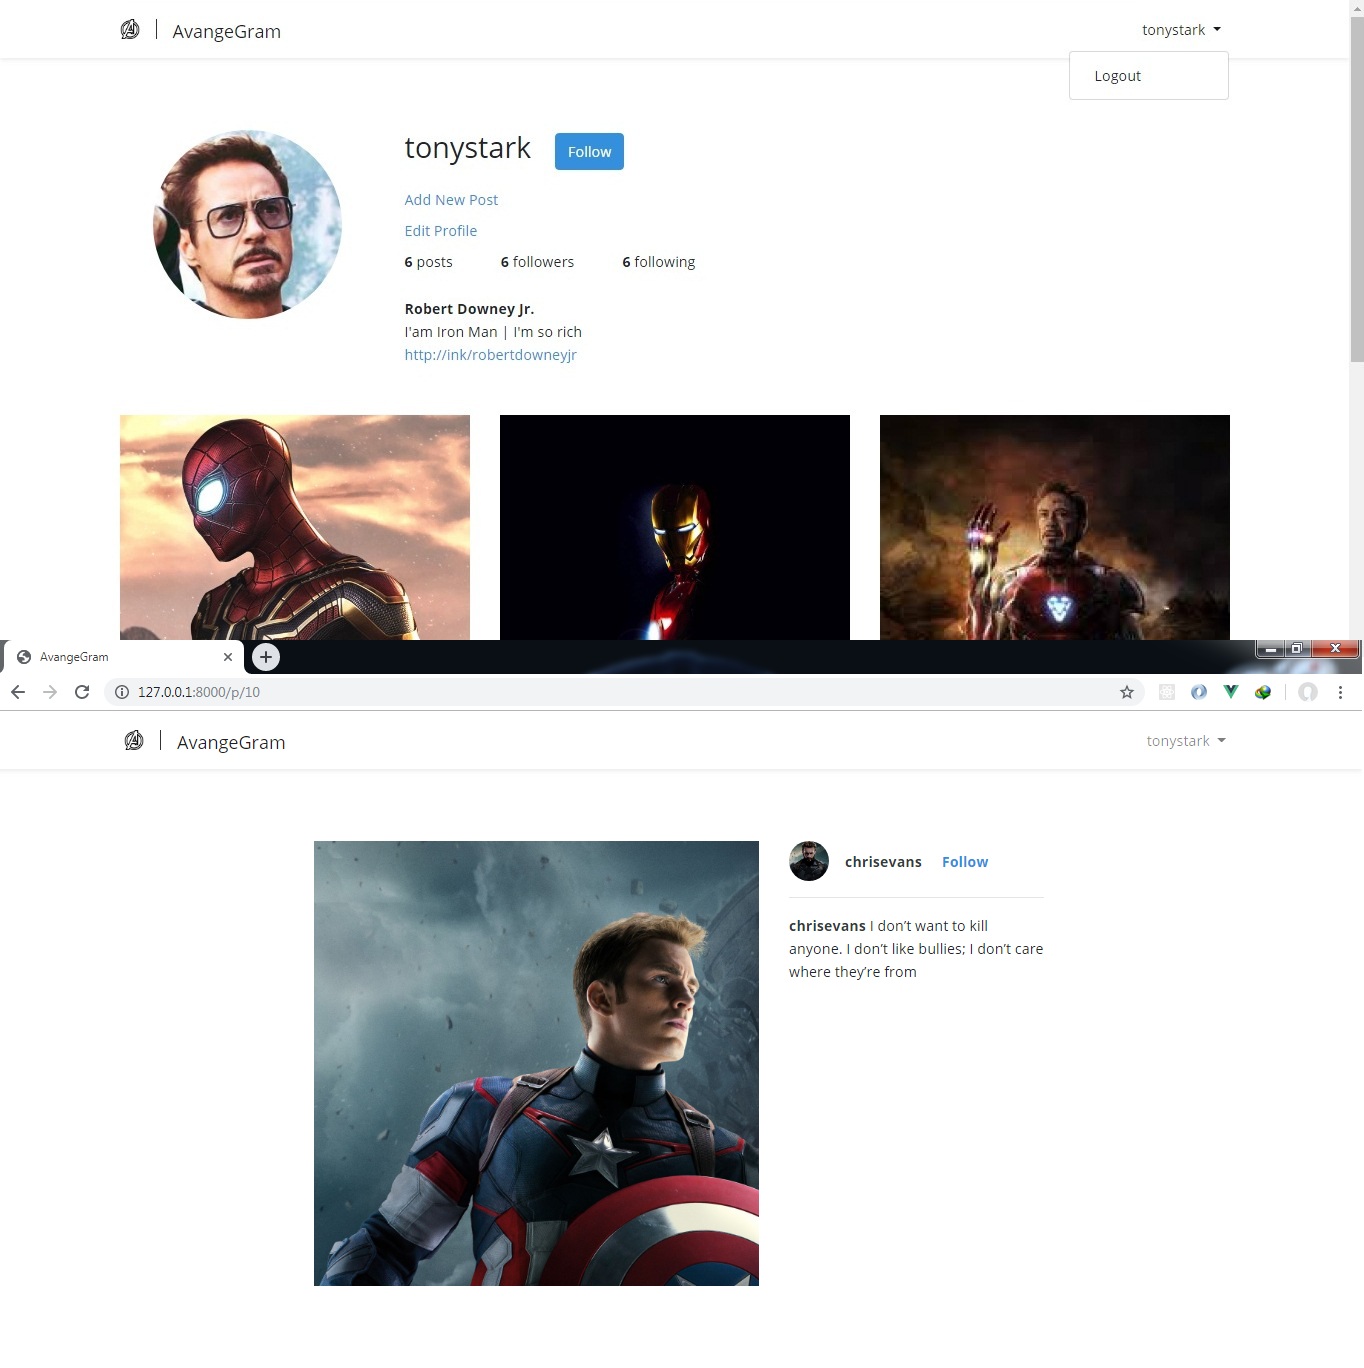 AvangeGram
tonystark
Logout
tonystark Follow
Add New Post
Edit Profile
6 posts 6 followers 6 following
Robert Downey Jr.
I'am Iron Man | I'm so rich
http://ink/robertdowneyjr
AvangeGram
127.0.0.1:8000/p/10
AvangeGram
tonystark
chrisevans Follow
chrisevans I don’t want to kill
anyone. I don’t like bullies; I don’t care
where they’re from